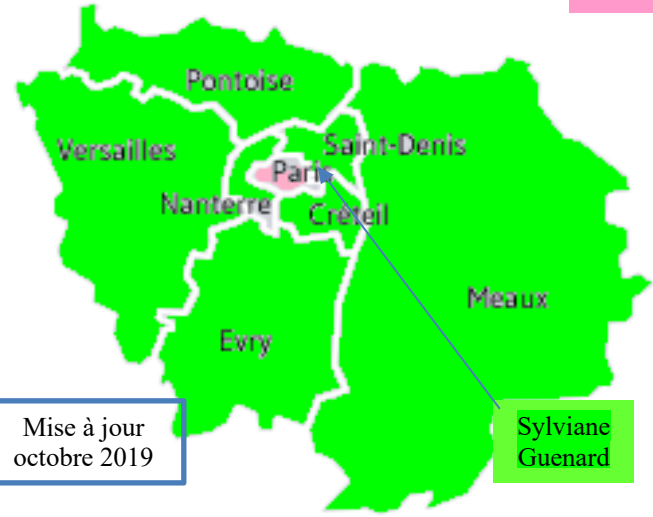 Pontoise
Versailles
Saint-Denis
Paris
Nanterre
Créteil
Meaux
Evry
Mise à jour
octobre 2019
Sylviane
Guenard